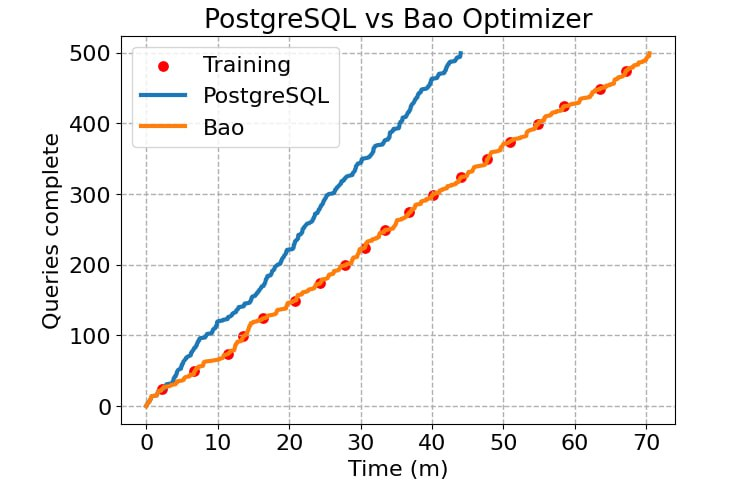 PostgreSQL vs Bao Optimizer
Training
PostgreSQL
Bao
Queries complete
500
400
300
200
100
0
0 10 20 30 40 50 60 70
Time (m)